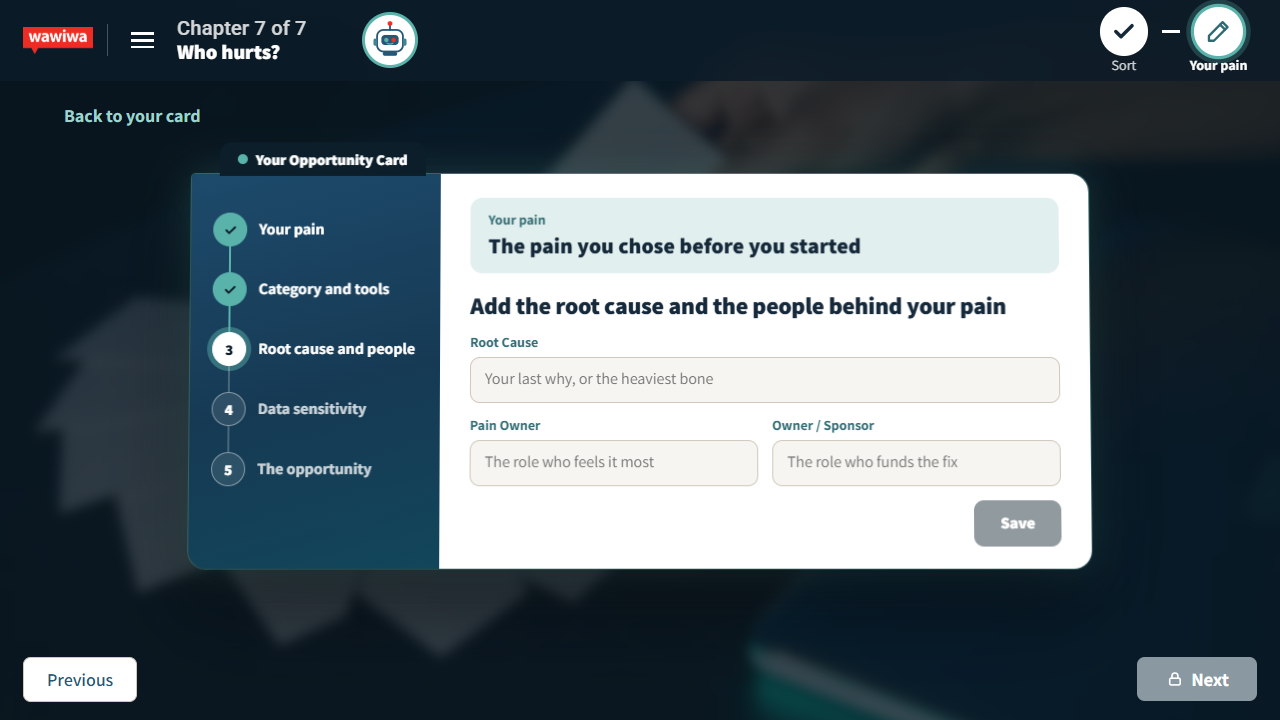 wawiwa
Chapter 7 of 7
Who hurts?
Sort
Your pain
Back to your card
Your Opportunity Card
Your pain
Category and tools
3
Root cause and people
4
Data sensitivity
5
The opportunity
Your pain
The pain you chose before you started
Add the root cause and the people behind your pain
Root Cause
Your last why, or the heaviest bone
Pain Owner
Owner / Sponsor
The role who feels it most
The role who funds the fix
Save
Previous
Next